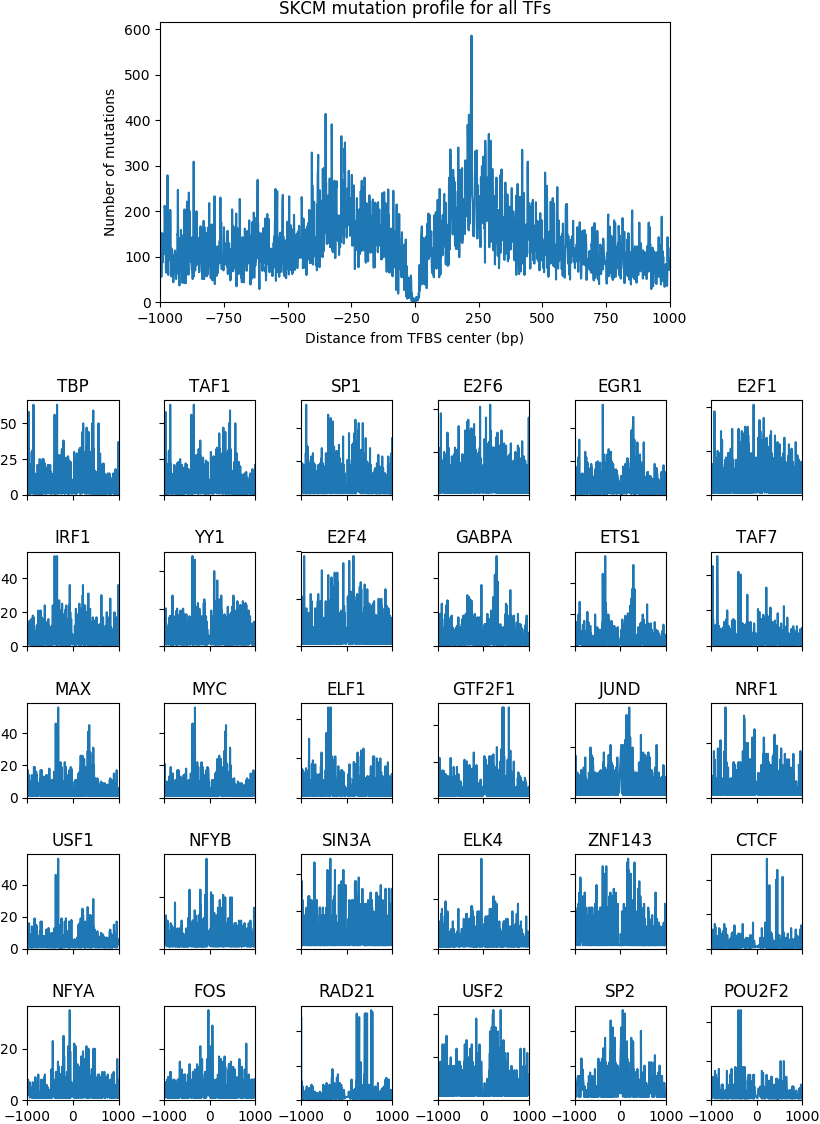 SKCM mutation profile for all TFs
600
500
400
300
200
100
0
Number of mutations
−1000 −750 −500 −250 0 250 500 750 1000
Distance from TFBS center (bp)
TBP TAF1 SP1 E2F6 EGR1 E2F1
50
25
0
IRF1 YY1 E2F4 GABPA ETS1 TAF7
40
20
0
MAX MYC ELF1 GTF2F1 JUND NRF1
40
20
0
USF1 NFYB SIN3A ELK4 ZNF143 CTCF
40
20
0
NFYA FOS RAD21 USF2 SP2 POU2F2
20
0
−1000 0 1000 −1000 0 1000 −1000 0 1000 −1000 0 1000 −1000 0 1000 −1000 0 1000